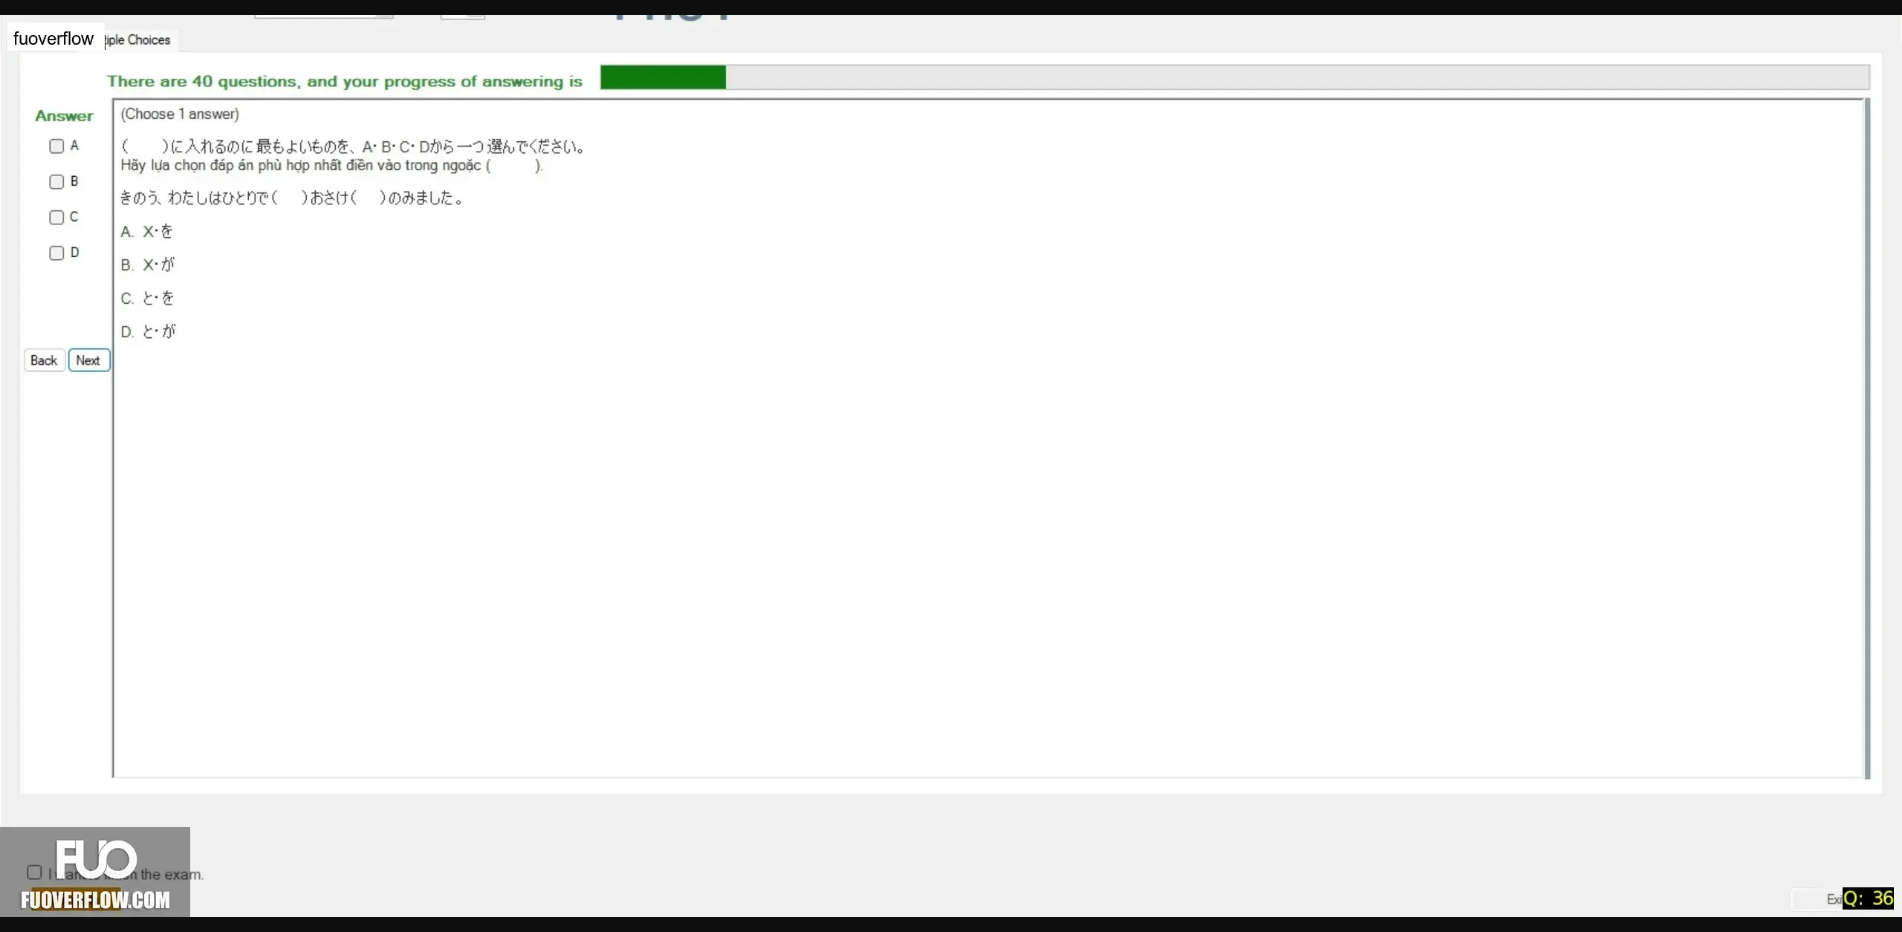 fuoverflow
iple Choices
There are 40 questions, and your progress of answering is
Answer
(Choose 1 answer)
A
B
C
D
(　　)に入れるのに最もよいものを、A・B・C・Dから一つ選んでください。
Hãy lựa chọn đáp án phù hợp nhất điền vào trong ngoặc (　　).
きのう、わたしはひとりで(　)おさけ(　)のみました。
A. X・を
B. X・が
C. と・を
D. と・が
Back
Next
FUO
the exam.
FUOVERFLOW.COM
Q: 36